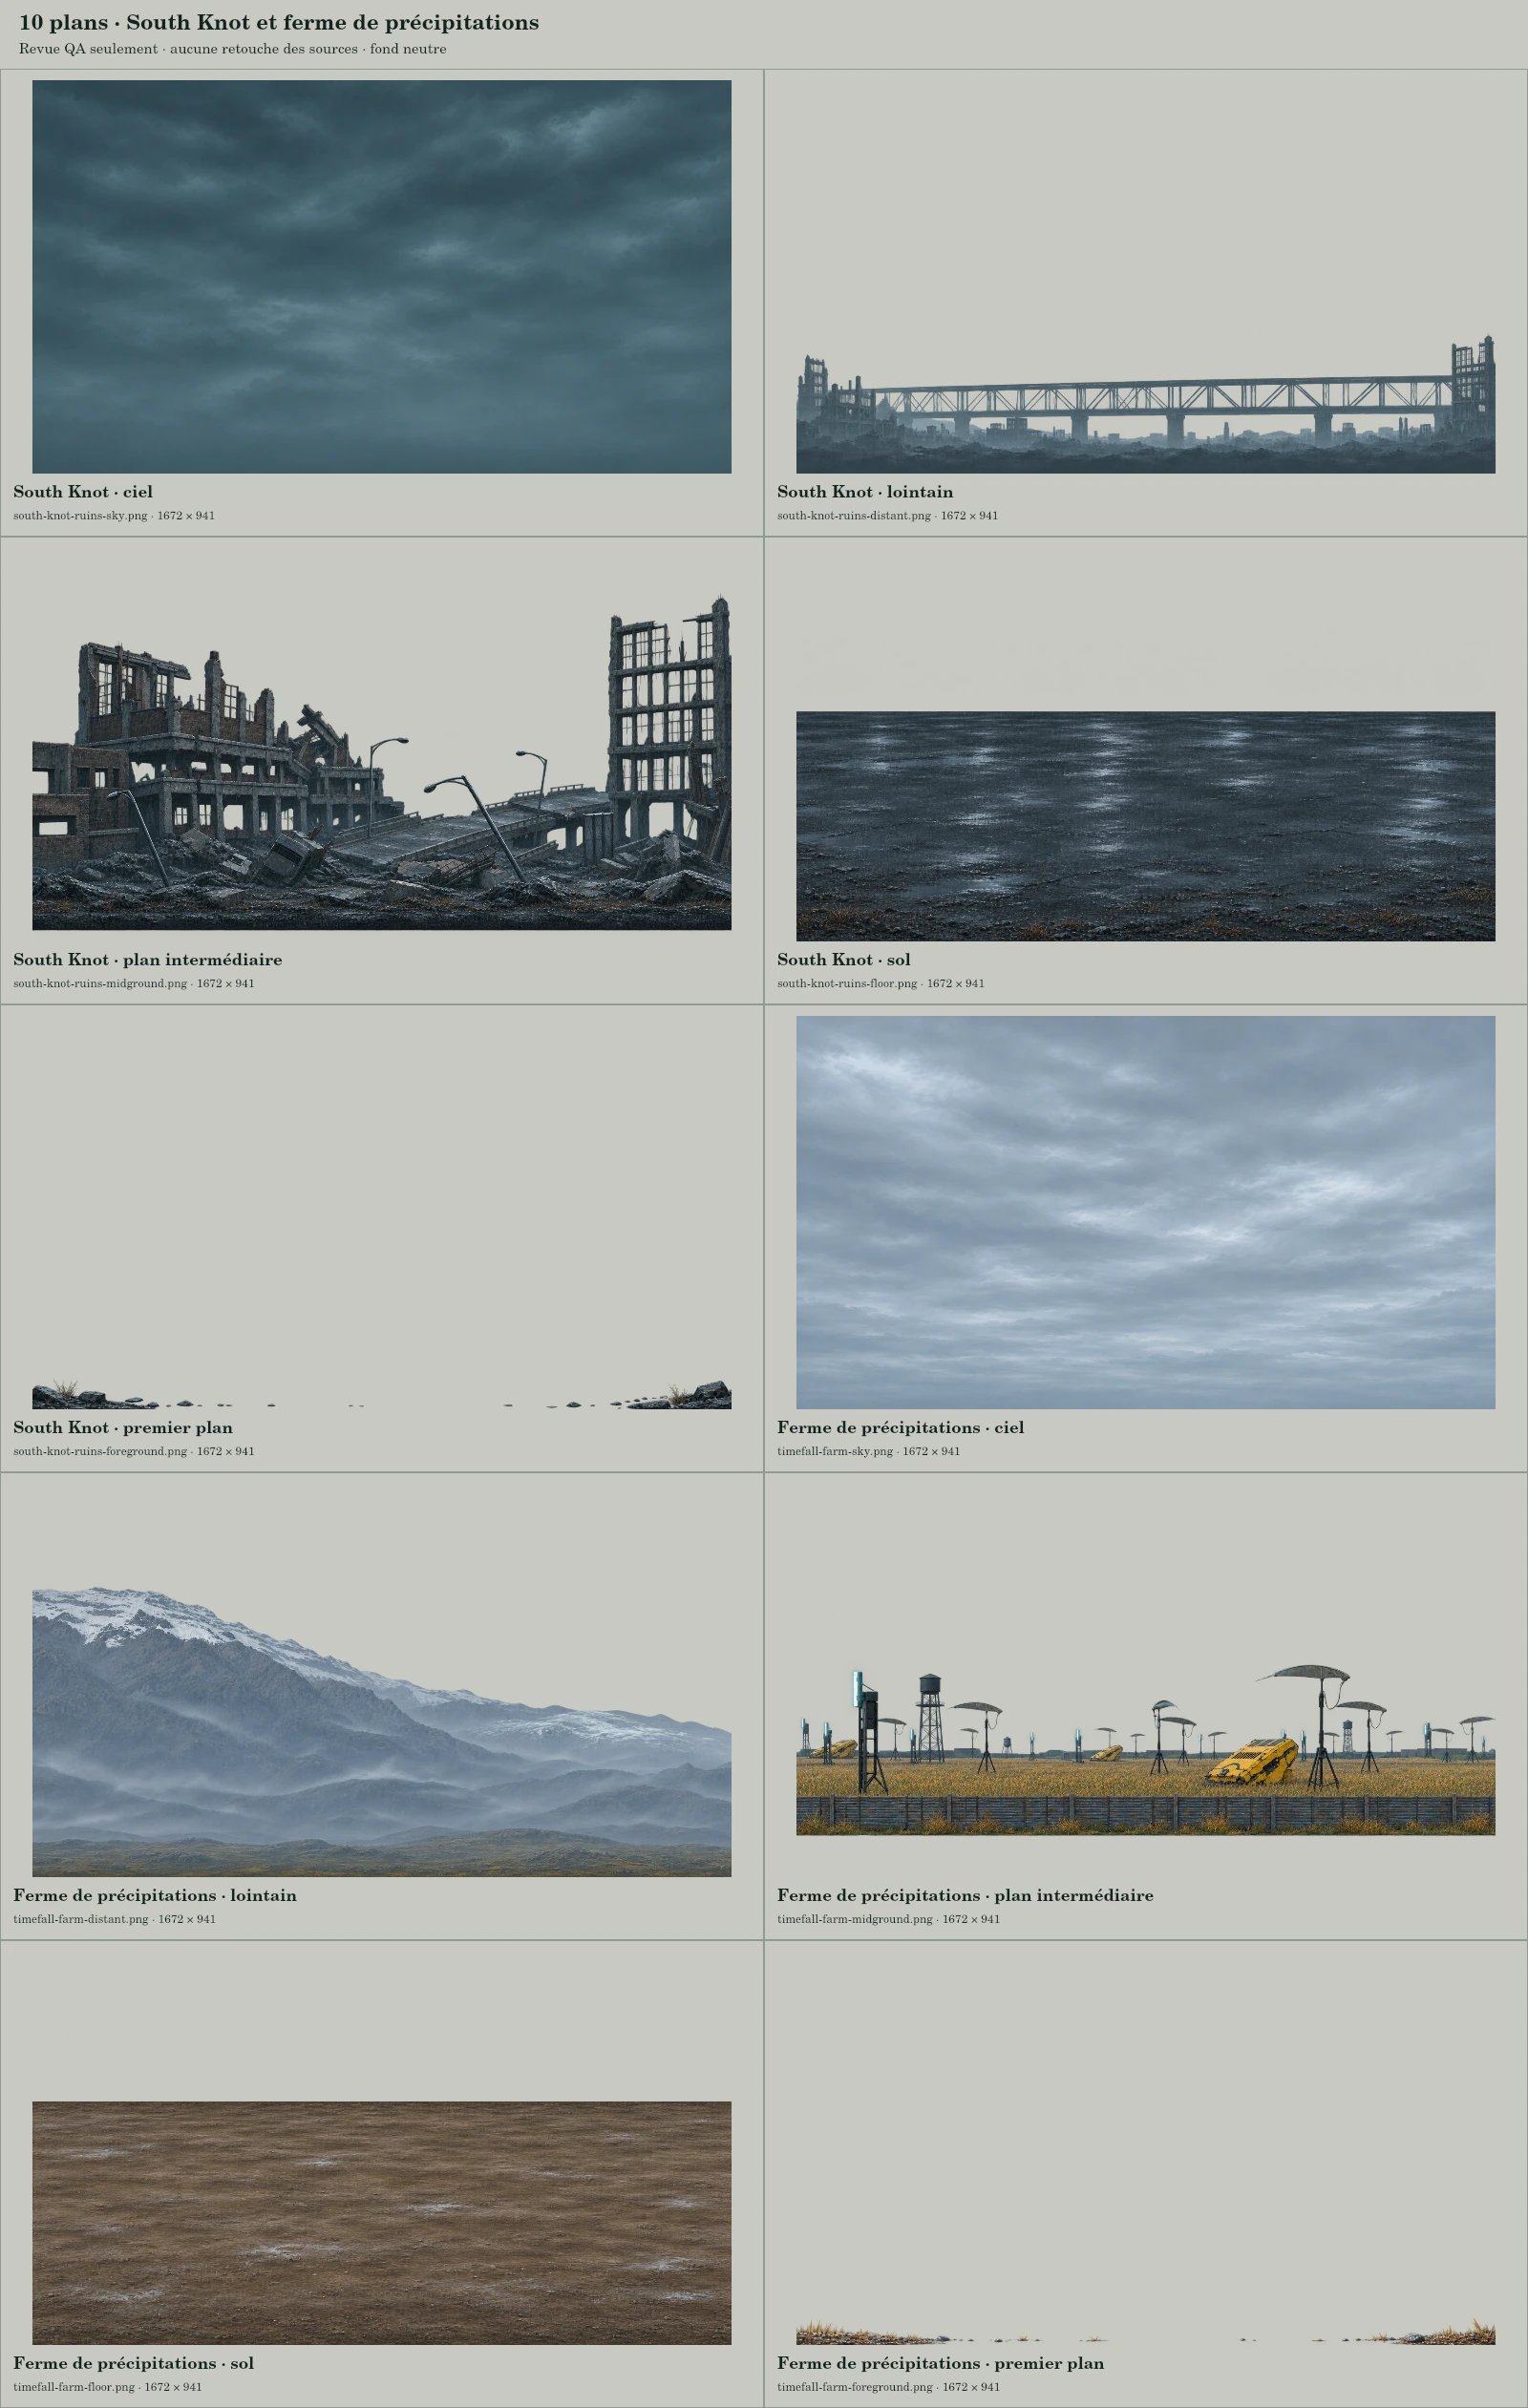 10 plans · South Knot et ferme de précipitations
Revue QA seulement · aucune retouche des sources · fond neutre
South Knot · ciel
south-knot-ruins-sky.png · 1672 × 941
South Knot · lointain
south-knot-ruins-distant.png · 1672 × 941
South Knot · plan intermédiaire
south-knot-ruins-midground.png · 1672 × 941
South Knot · sol
south-knot-ruins-floor.png · 1672 × 941
South Knot · premier plan
south-knot-ruins-foreground.png · 1672 × 941
Ferme de précipitations · ciel
timefall-farm-sky.png · 1672 × 941
Ferme de précipitations · lointain
timefall-farm-distant.png · 1672 × 941
Ferme de précipitations · plan intermédiaire
timefall-farm-midground.png · 1672 × 941
Ferme de précipitations · sol
timefall-farm-floor.png · 1672 × 941
Ferme de précipitations · premier plan
timefall-farm-foreground.png · 1672 × 941